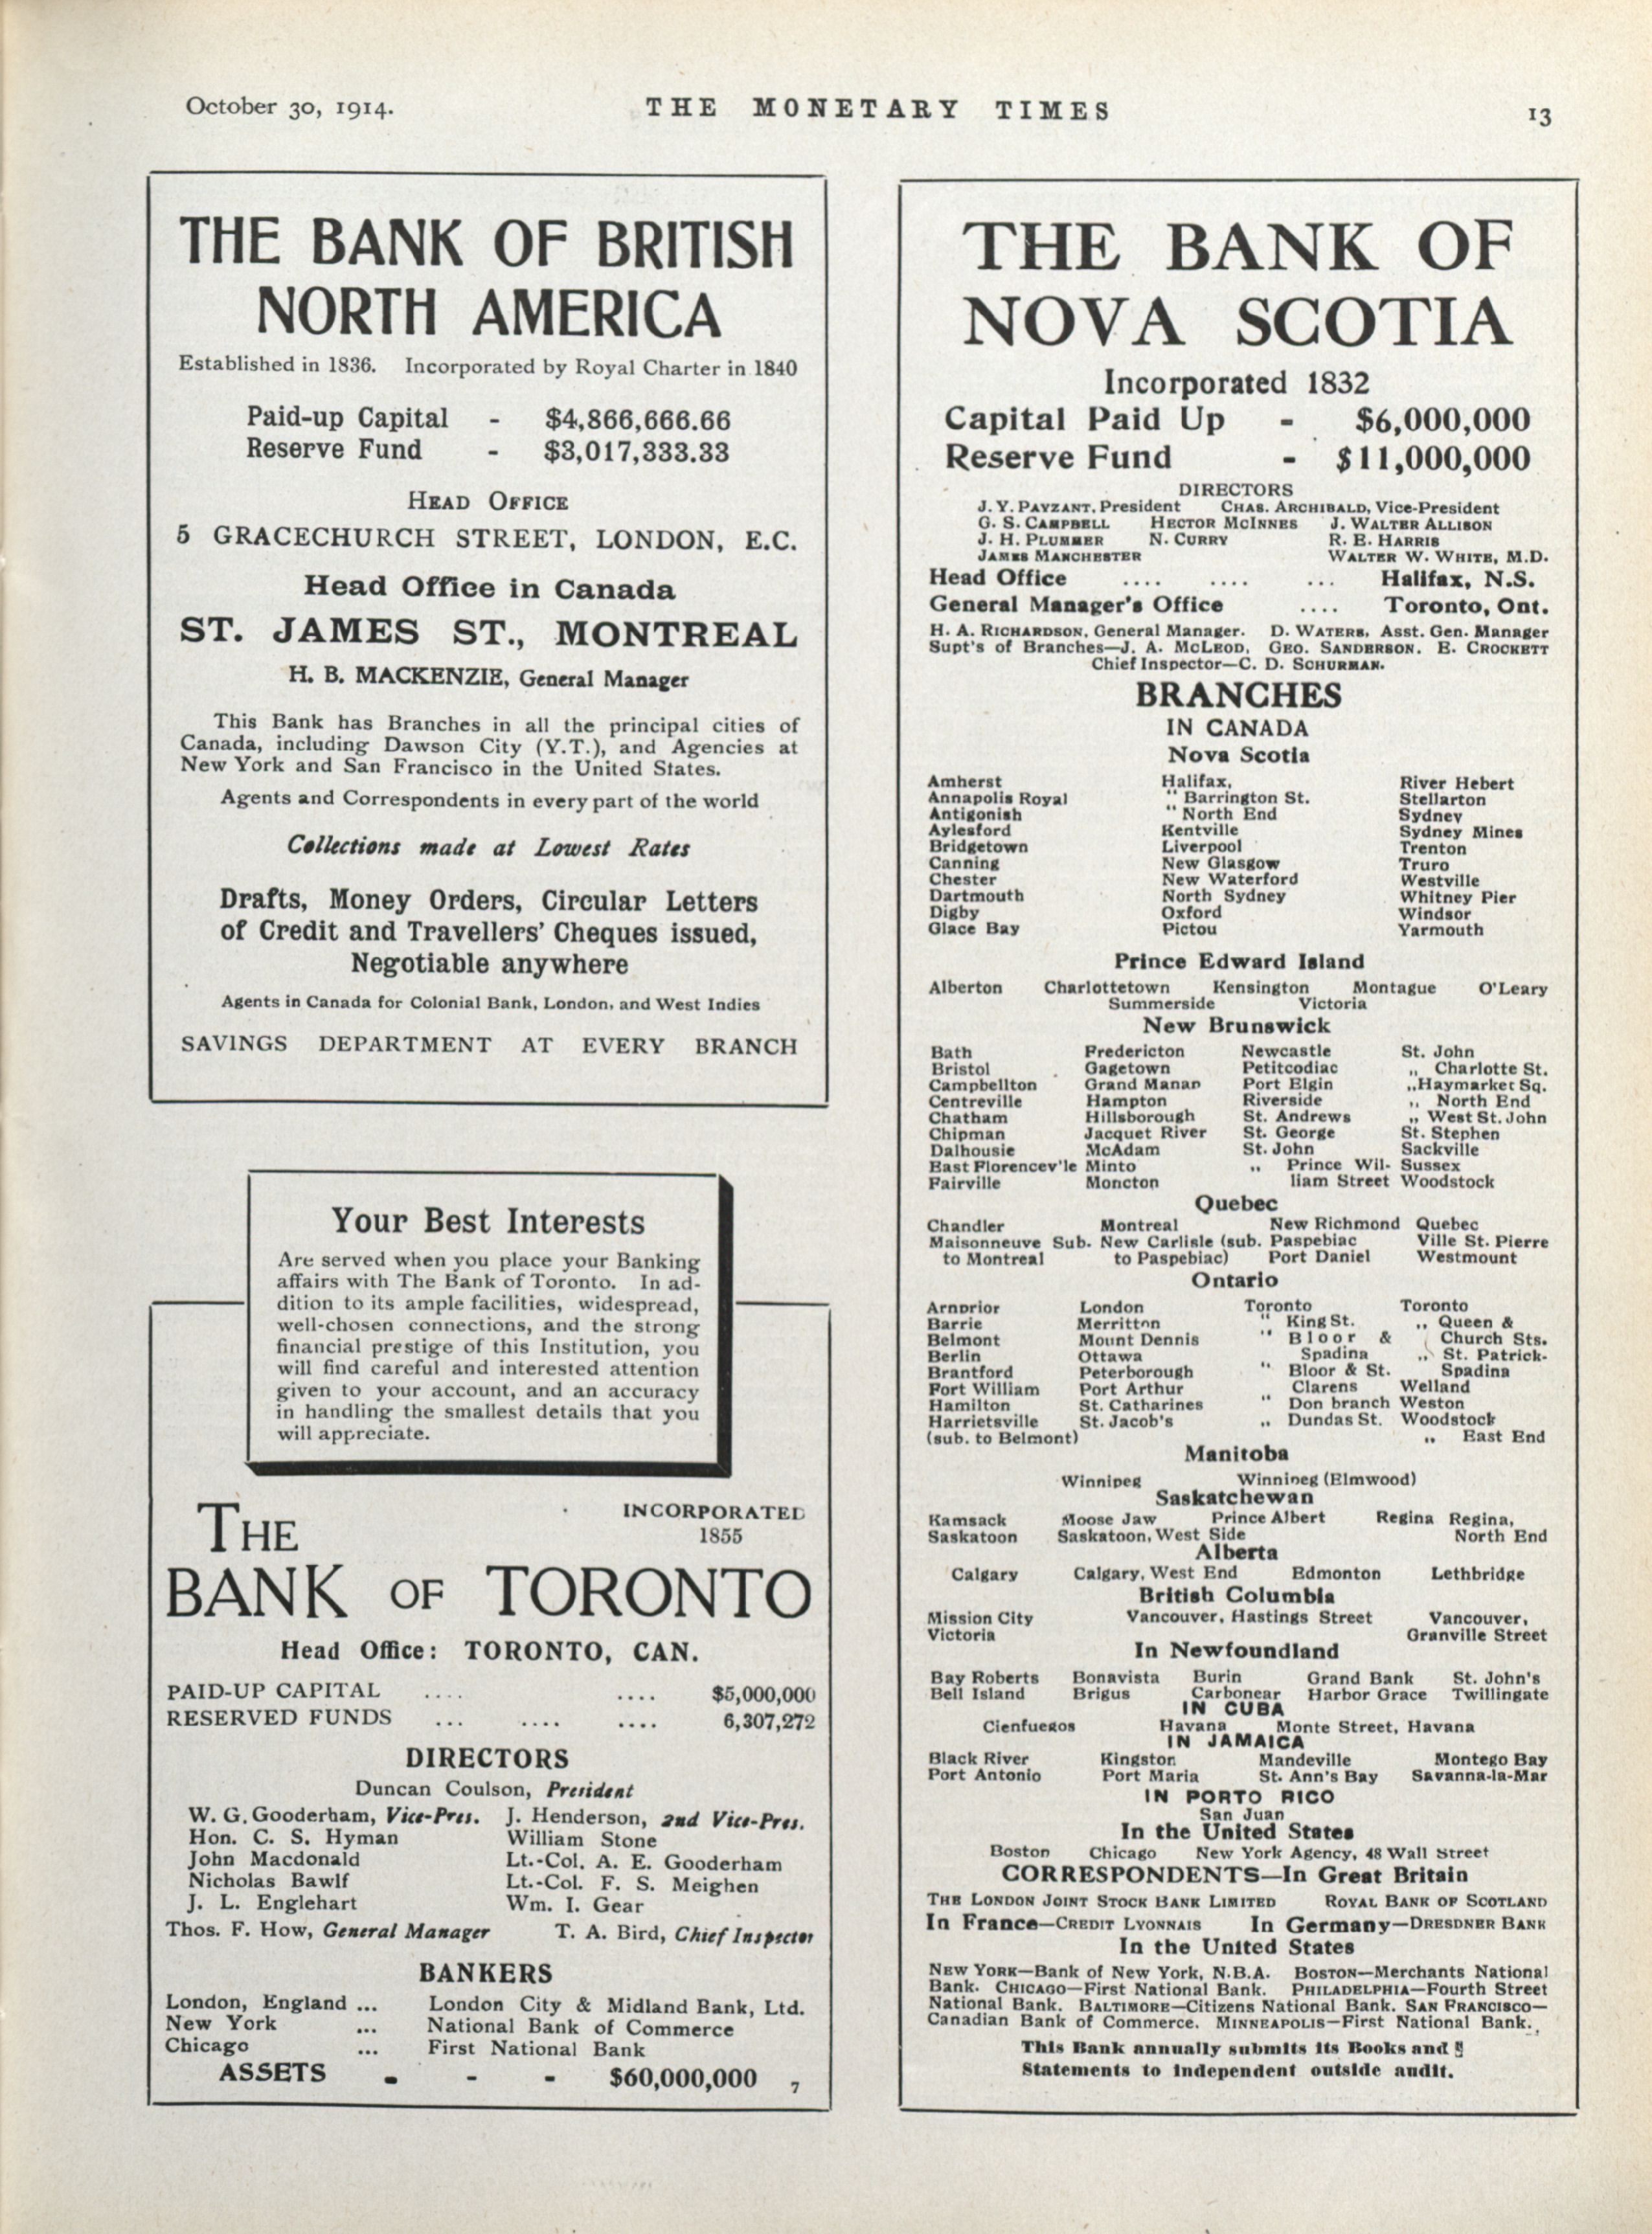 October 30, 1914.
THE MONETARY TIMES
13
THE BANK OF BRITISH
NORTH AMERICA
Established in 1836. Incorporated by Royal Charter in 1840
Paid-up Capital - $4,866,666.66
Reserve Fund - $3,017,333.33
HEAD OFFICE
5 GRACECHURCH STREET, LONDON, E.C.
Head Office in Canada
ST. JAMES ST., MONTREAL
H. B. MACKENZIE, General Manager
This Bank has Branches in all the principal cities of
Canada, including Dawson City (Y.T.), and Agencies at
New York and San Francisco in the United States.
Agents and Correspondents in every part of the world
Collections made at Lowest Rates
Drafts, Money Orders, Circular Letters
of Credit and Travellers' Cheques issued,
Negotiable anywhere
Agents in Canada for Colonial Bank, London, and West Indies
SAVINGS DEPARTMENT AT EVERY BRANCH
Your Best Interests
Are served when you place your Banking
affairs with The Bank of Toronto. In ad-
dition to its ample facilities, widespread,
well-chosen connections, and the strong
financial prestige of this Institution, you
will find careful and interested attention
given to your account, and an accuracy
in handling the smallest details that you
will appreciate.
THE
INCORPORATED
1855
BANK OF TORONTO
Head Office: TORONTO, CAN.
PAID-UP CAPITAL .... .... $5,000,000
RESERVED FUNDS ... .... .... 6,307,272
DIRECTORS
Duncan Coulson, President
W. G. Gooderham, Vice-Pres. J. Henderson, 2nd Vice-Pres.
Hon. C. S. Hyman William Stone
John Macdonald Lt.-Col. A. E. Gooderham
Nicholas Bawlf Lt.-Col. F. S. Meighen
J. L. Englehart Wm. I. Gear
Thos. F. How, General Manager T. A. Bird, Chief Inspector
BANKERS
London, England ... London City & Midland Bank, Ltd.
New York ... National Bank of Commerce
Chicago ... First National Bank
ASSETS - - - $60,000,000 7
THE BANK OF
NOVA SCOTIA
Incorporated 1832
Capital Paid Up - $6,000,000
Reserve Fund - $11,000,000
DIRECTORS
J. Y. PAYZANT, President CHAS. ARCHIBALD, Vice-President
G. S. CAMPBELL HECTOR MCINNES J. WALTER ALLISON
J. H. PLUMMER N. CURRY R. E. HARRIS
JAMES MANCHESTER WALTER W. WHITE, M.D.
Head Office .... .... ... Halifax, N.S.
General Manager's Office .... Toronto, Ont.
H. A. RICHARDSON, General Manager. D. WATERS, Asst. Gen. Manager
Supt's of Branches—J. A. MCLEOD, GEO. SANDERSON, E. CROCKETT
Chief Inspector—C. D. SCHURMAN.
BRANCHES
IN CANADA
Nova Scotia
Amherst Halifax, River Hebert
Annapolis Royal " Barrington St. Stellarton
Antigonish " North End Sydney
Aylesford Kentville Sydney Mines
Bridgetown Liverpool Trenton
Canning New Glasgow Truro
Chester New Waterford Westville
Dartmouth North Sydney Whitney Pier
Digby Oxford Windsor
Glace Bay Pictou Yarmouth
Prince Edward Island
Alberton Charlottetown Kensington Montague O'Leary
Summerside Victoria
New Brunswick
Bath Fredericton Newcastle St. John
Bristol Gagetown Petitcodiac ,, Charlotte St.
Campbellton Grand Manan Port Elgin ,,Haymarket Sq.
Centreville Hampton Riverside ,, North End
Chatham Hillsborough St. Andrews ,, West St. John
Chipman Jacquet River St. George St. Stephen
Dalhousie McAdam St. John Sackville
East Florencev'le Minto ,, Prince Wil- Sussex
Fairville Moncton liam Street Woodstock
Quebec
Chandler Montreal New Richmond Quebec
Maisonneuve Sub. New Carlisle (sub. Paspebiac Ville St. Pierre
to Montreal to Paspebiac) Port Daniel Westmount
Ontario
Arnprior London Toronto Toronto
Barrie Merritton " King St. ,, Queen &
Belmont Mount Dennis " Bloor & Church Sts.
Berlin Ottawa Spadina ,, St. Patrick-
Brantford Peterborough " Bloor & St. Spadina
Fort William Port Arthur Clarens Welland
Hamilton St. Catharines " Don branch Weston
Harrietsville St. Jacob's ,, Dundas St. Woodstock
(sub. to Belmont) ,, East End
Manitoba
Winnipeg Winnipeg (Elmwood)
Saskatchewan
Kamsack Moose Jaw Prince Albert Regina Regina,
Saskatoon Saskatoon, West Side North End
Alberta
Calgary Calgary, West End Edmonton Lethbridge
British Columbia
Mission City Vancouver, Hastings Street Vancouver,
Victoria Granville Street
In Newfoundland
Bay Roberts Bonavista Burin Grand Bank St. John's
Bell Island Brigus Carbonear Harbor Grace Twillingate
IN CUBA
Cienfuegos Havana Monte Street, Havana
IN JAMAICA
Black River Kingston Mandeville Montego Bay
Port Antonio Port Maria St. Ann's Bay Savanna-la-Mar
IN PORTO RICO
San Juan
In the United States
Boston Chicago New York Agency, 48 Wall Street
CORRESPONDENTS—In Great Britain
THE LONDON JOINT STOCK BANK LIMITED ROYAL BANK OF SCOTLAND
In France—CREDIT LYONNAIS In Germany—DRESDNER BANK
In the United States
NEW YORK—Bank of New York, N.B.A. BOSTON—Merchants National
Bank. CHICAGO—First National Bank. PHILADELPHIA—Fourth Street
National Bank. BALTIMORE—Citizens National Bank. SAN FRANCISCO—
Canadian Bank of Commerce. MINNEAPOLIS—First National Bank.
This Bank annually submits its Books and
Statements to independent outside audit.